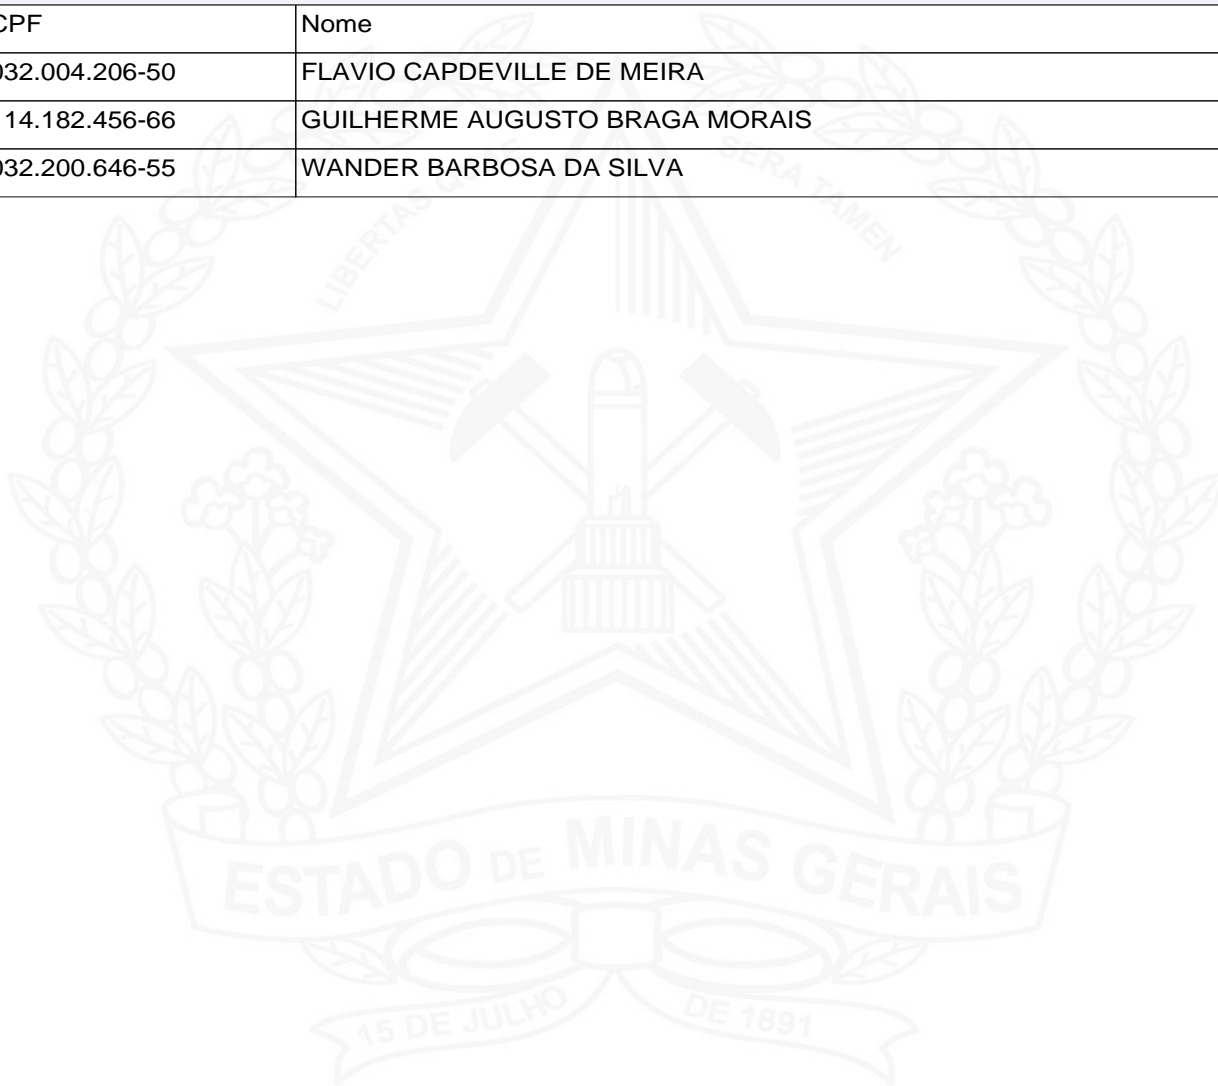 CPF Nome
032.004.206-50 FLAVIO CAPDEVILLE DE MEIRA
14.182.456-66 GUILHERME AUGUSTO BRAGA MORAIS
032.200.646-55 WANDER BARBOSA DA SILVA
LIBERTAS QUE SERA TAMEN
ESTADO DE MINAS GERAIS
15 DE JULHO DE 1891